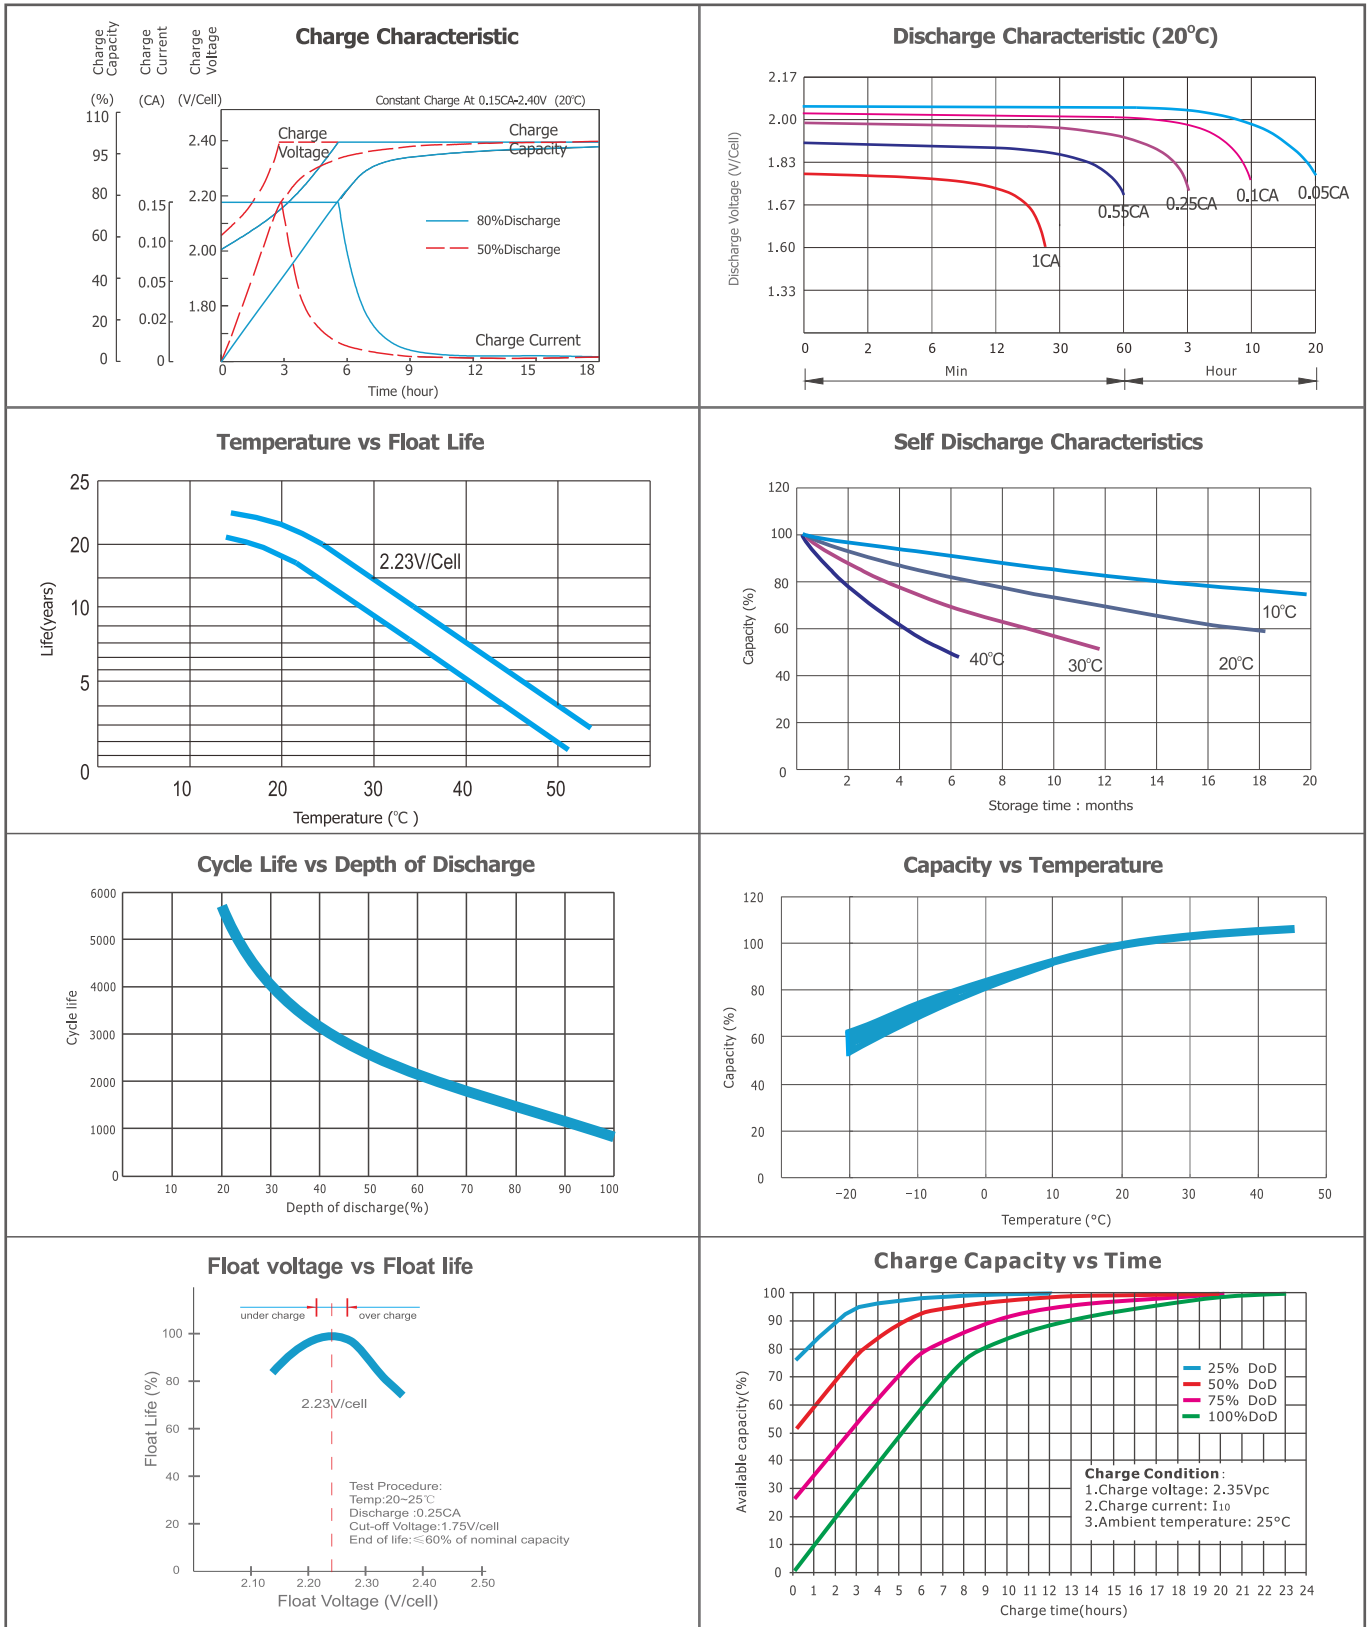 Charge Characteristic
Charge
Capacity
Charge
Current
Charge
Voltage
(%)
(CA)
(V/Cell)
Constant Charge At 0.15CA-2.40V (20℃)
110
95
80
60
40
20
0
0.15
0.10
0.05
0.02
0
2.40
2.20
2.00
1.80
Charge
Voltage
Charge
Capacity
80%Discharge
50%Discharge
Charge Current
0 3 6 9 12 15 18
Time (hour)
Discharge Characteristic (20°C)
Discharge Voltage (V/Cell)
2.17
2.00
1.83
1.67
1.60
1.33
1CA
0.55CA
0.25CA
0.1CA
0.05CA
0 2 6 12 30 60 3 10 20
Min
Hour
Temperature vs Float Life
Life(years)
25
20
10
5
0
2.23V/Cell
10 20 30 40 50
Temperature (℃ )
Self Discharge Characteristics
Capacity (%)
120
100
80
60
40
20
0
40℃
30℃
20℃
10℃
2 4 6 8 10 12 14 16 18 20
Storage time : months
Cycle Life vs Depth of Discharge
Cycle life
6000
5000
4000
3000
2000
1000
0
10 20 30 40 50 60 70 80 90 100
Depth of discharge(%)
Capacity vs Temperature
Capacity (%)
120
100
80
60
40
20
0
−20 −10 0 10 20 30 40 50
Temperature (°C)
Float voltage vs Float life
under charge
over charge
Float Life (%)
100
80
60
40
20
0
2.23V/cell
Test Procedure:
Temp:20~25℃
Discharge :0.25CA
Cut-off Voltage:1.75V/cell
End of life:≤60% of nominal capacity
2.10 2.20 2.30 2.40 2.50
Float Voltage (V/cell)
Charge Capacity vs Time
Available capacity(%)
100
90
80
70
60
50
40
30
20
10
0
25% DoD
50% DoD
75% DoD
100%DoD
Charge Condition:
1.Charge voltage: 2.35Vpc
2.Charge current: I10
3.Ambient temperature: 25°C
0 1 2 3 4 5 6 7 8 9 10 11 12 13 14 15 16 17 18 19 20 21 22 23 24
Charge time(hours)